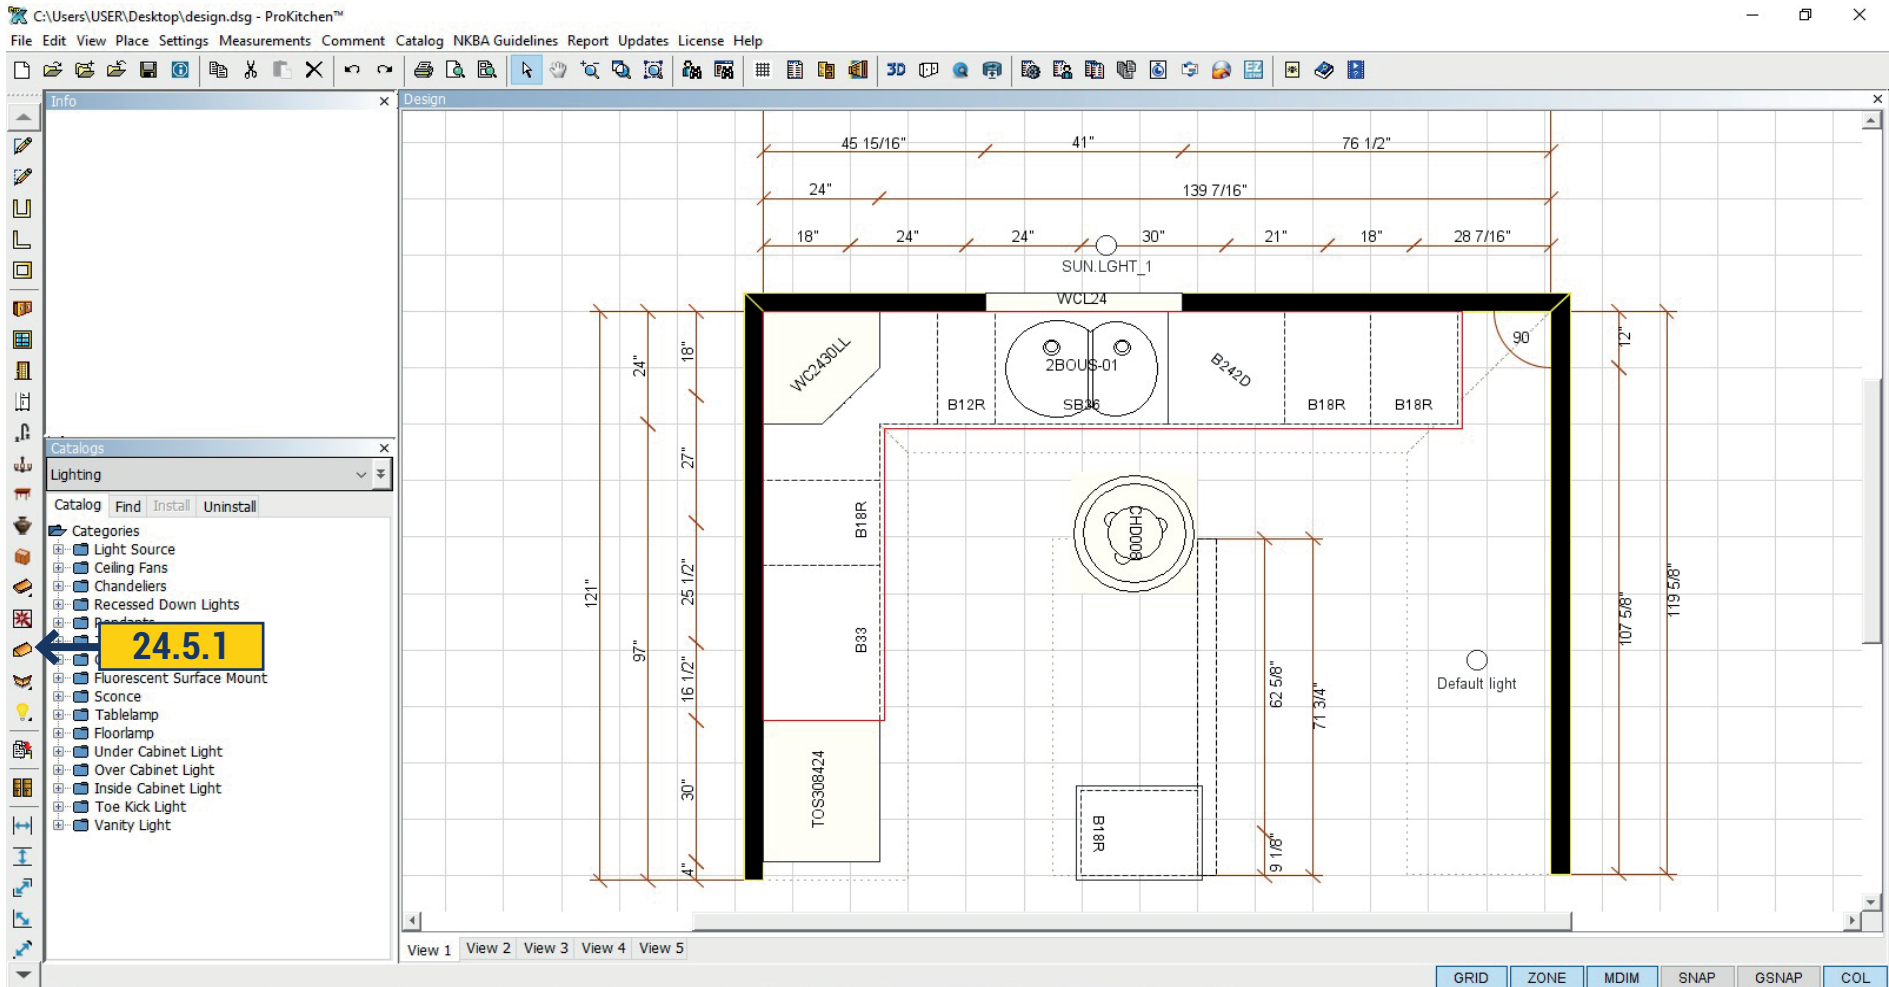 C:\Users\USER\Desktop\design.dsg - ProKitchen™
File Edit View Place Settings Measurements Comment Catalog NKBA Guidelines Report Updates License Help
3D
EZ
Info
Design
45 15/16"
41"
76 1/2"
24"
139 7/16"
18"
24"
24"
30"
21"
18"
28 7/16"
SUN.LGHT_1
WCL24
90
12"
24"
18"
WC2430LL
2BOUS-01
B242D
B12R
SB36
B18R
B18R
Catalogs
Lighting
Catalog Find Install Uninstall
Categories
Light Source
Ceiling Fans
Chandeliers
Recessed Down Lights
Pendants
24.5.1
Fluorescent Surface Mount
Sconce
Tablelamp
Floorlamp
Under Cabinet Light
Over Cabinet Light
Inside Cabinet Light
Toe Kick Light
Vanity Light
27"
B18R
CHD008
121"
25 1/2"
119 5/8"
107 5/8"
97"
B33
16 1/2"
62 5/8"
71 3/4"
Default light
30"
TOS308424
B18R
9 1/8"
4"
View 1 View 2 View 3 View 4 View 5
GRID ZONE MDIM SNAP GSNAP COL